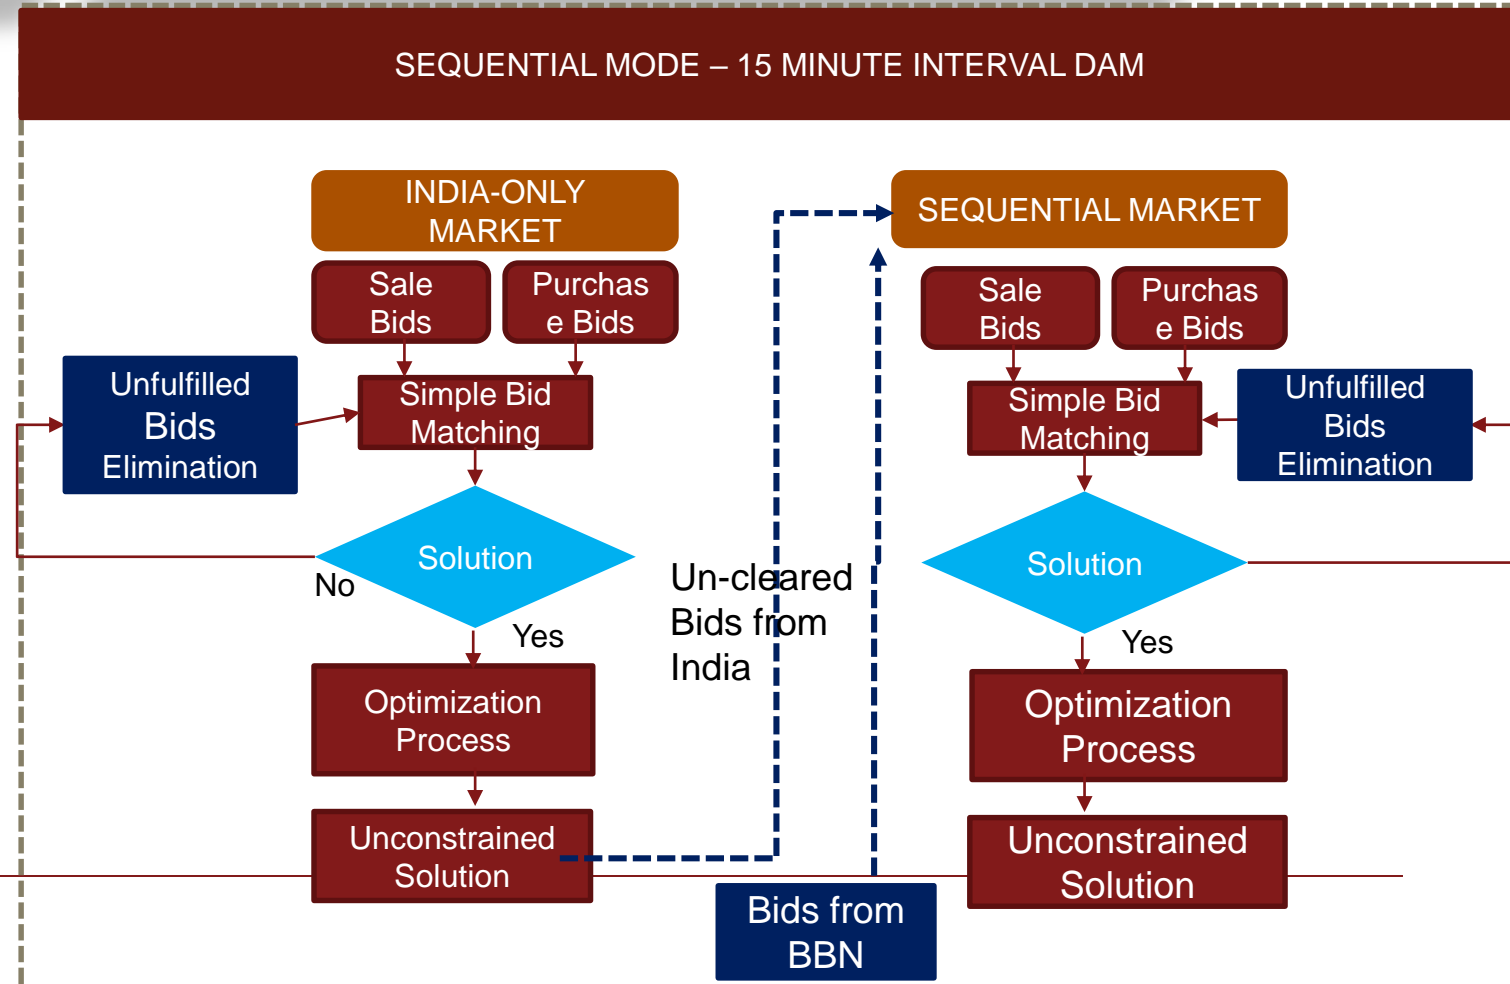 SEQUENTIAL MODE – 15 MINUTE INTERVAL DAM
INDIA-ONLY
MARKET
Sale
Bids
Purchas
e Bids
Unfulfilled
Bids
Elimination
Simple Bid
Matching
Solution
No
Yes
Optimization
Process
Unconstrained
Solution
Un-cleared
Bids from
India
Bids from
BBN
SEQUENTIAL MARKET
Sale
Bids
Purchas
e Bids
Simple Bid
Matching
Unfulfilled
Bids
Elimination
Solution
Yes
Optimization
Process
Unconstrained
Solution